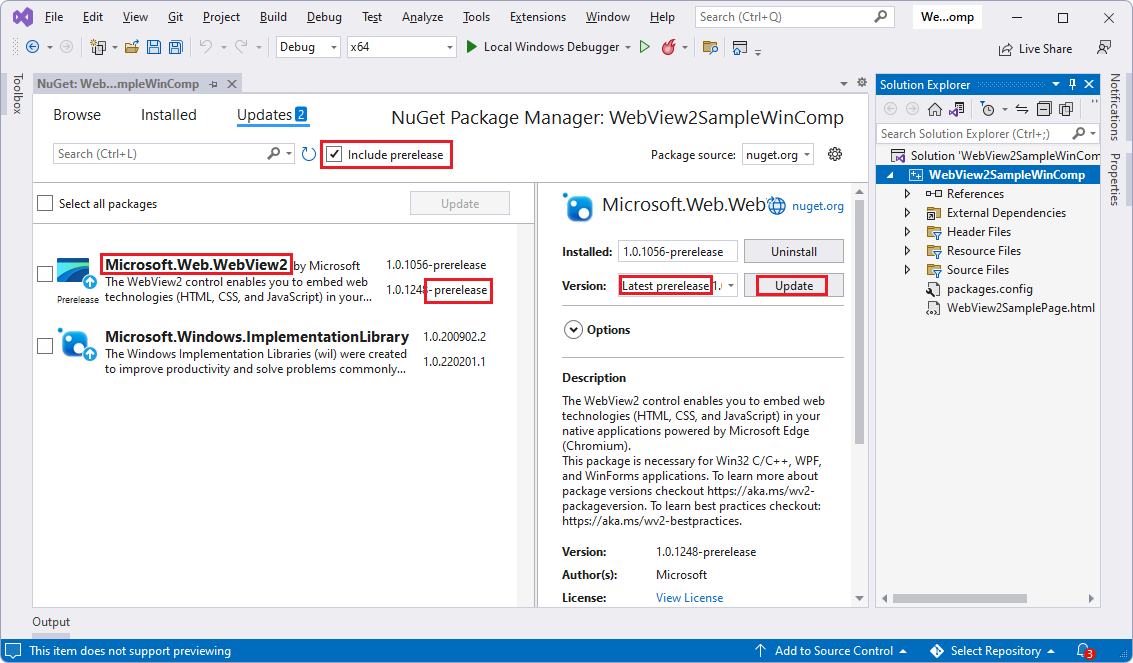 File Edit View Git Project Build Debug Test Analyze Tools Extensions Window Help Search (Ctrl+Q) We...omp
Debug x64 Local Windows Debugger Live Share
Toolbox
NuGet: Web...mpleWinComp
Browse Installed Updates 2
NuGet Package Manager: WebView2SampleWinComp
Search (Ctrl+L) Include prerelease
Package source: nuget.org
Select all packages Update
Microsoft.Web.WebView2 by Microsoft
The WebView2 control enables you to embed web
technologies (HTML, CSS, and JavaScript) in your...
Prerelease
1.0.1056-prerelease
1.0.1248-prerelease
Microsoft.Windows.ImplementationLibrary
The Windows Implementation Libraries (wil) were created
to improve productivity and solve problems commonly...
1.0.200902.2
1.0.220201.1
Microsoft.Web.Web nuget.org
Installed: 1.0.1056-prerelease Uninstall
Version: Latest prerelease 1.( Update
Options
Description
The WebView2 control enables you to embed web
technologies (HTML, CSS, and JavaScript) in your
native applications powered by Microsoft Edge
(Chromium).
This package is necessary for Win32 C/C++, WPF,
and WinForms applications. To learn more about
package versions checkout https://aka.ms/wv2-
packageversion. To learn best practices checkout:
https://aka.ms/wv2-bestpractices.
Version: 1.0.1248-prerelease
Author(s): Microsoft
License: View License
Solution Explorer
Search Solution Explorer (Ctrl+;)
Solution 'WebView2SampleWinCom
WebView2SampleWinComp
References
External Dependencies
Header Files
Resource Files
Source Files
packages.config
WebView2SamplePage.html
Notifications
Properties
Output
This item does not support previewing Add to Source Control Select Repository 3